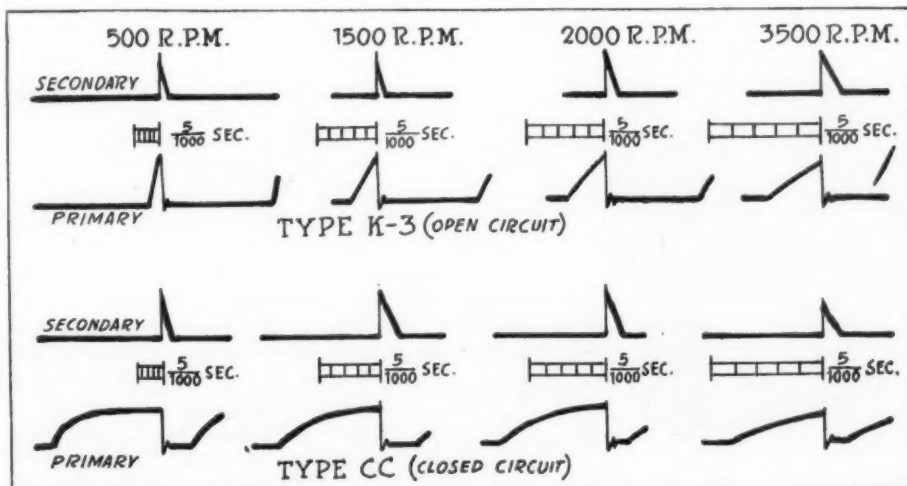 500 R.P.M. 1500 R.P.M. 2000 R.P.M. 3500 R.P.M.
SECONDARY
5/1000 SEC. 5/1000 SEC. 5/1000 SEC. 5/1000 SEC.
PRIMARY
TYPE K-3 (OPEN CIRCUIT)
SECONDARY
5/1000 SEC. 5/1000 SEC. 5/1000 SEC. 5/1000 SEC.
PRIMARY
TYPE CC (CLOSED CIRCUIT)